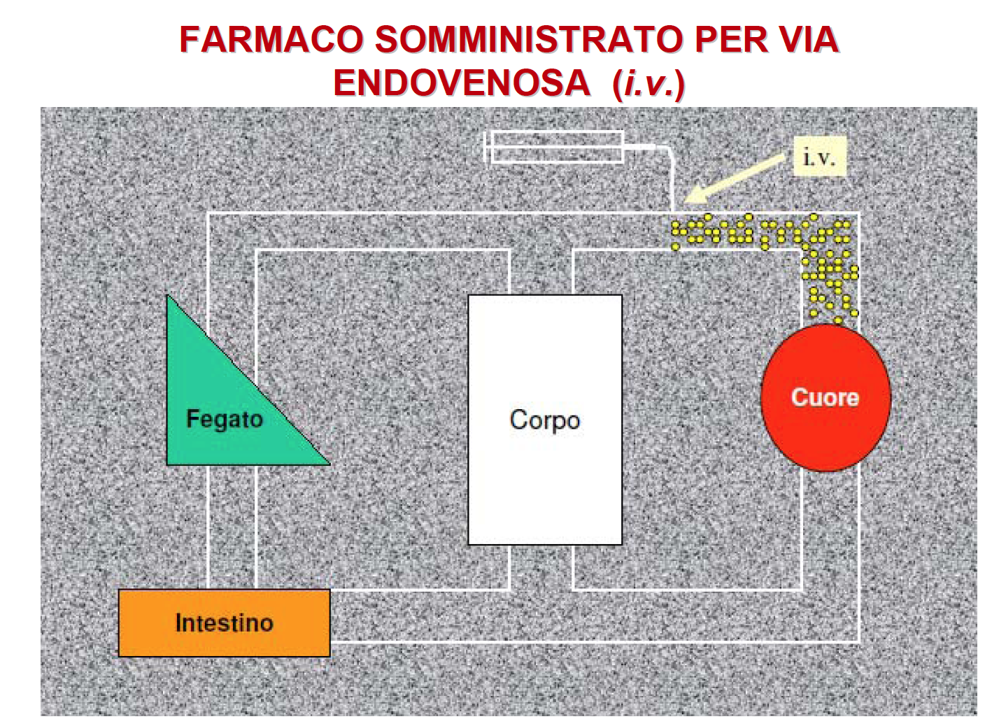 FARMACO SOMMINISTRATO PER VIA
ENDOVENOSA (i.v.)
i.v.
Fegato
Corpo
Cuore
Intestino